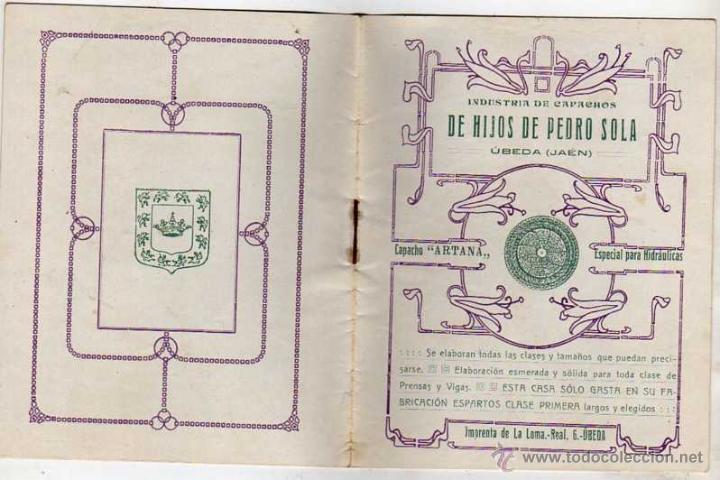 INDUSTRIA DE CAPACHOS
DE HIJOS DE PEDRO SOLA
ÚBEDA (JAÉN)
Capacho "ARTANA„
Especial para Hidráulicas
:::: Se elaboran todas las clases y tamaños que puedan preci-
sarse. Elaboración esmerada y sólida para toda clase de
Prensas y Vigas. ESTA CASA SÓLO GASTA EN SU FA-
BRICACIÓN ESPARTOS CLASE PRIMERA largos y elegidos :::
Imprenta de La Loma.-Real, 6.-ÚBEDA
www.todocoleccion.net